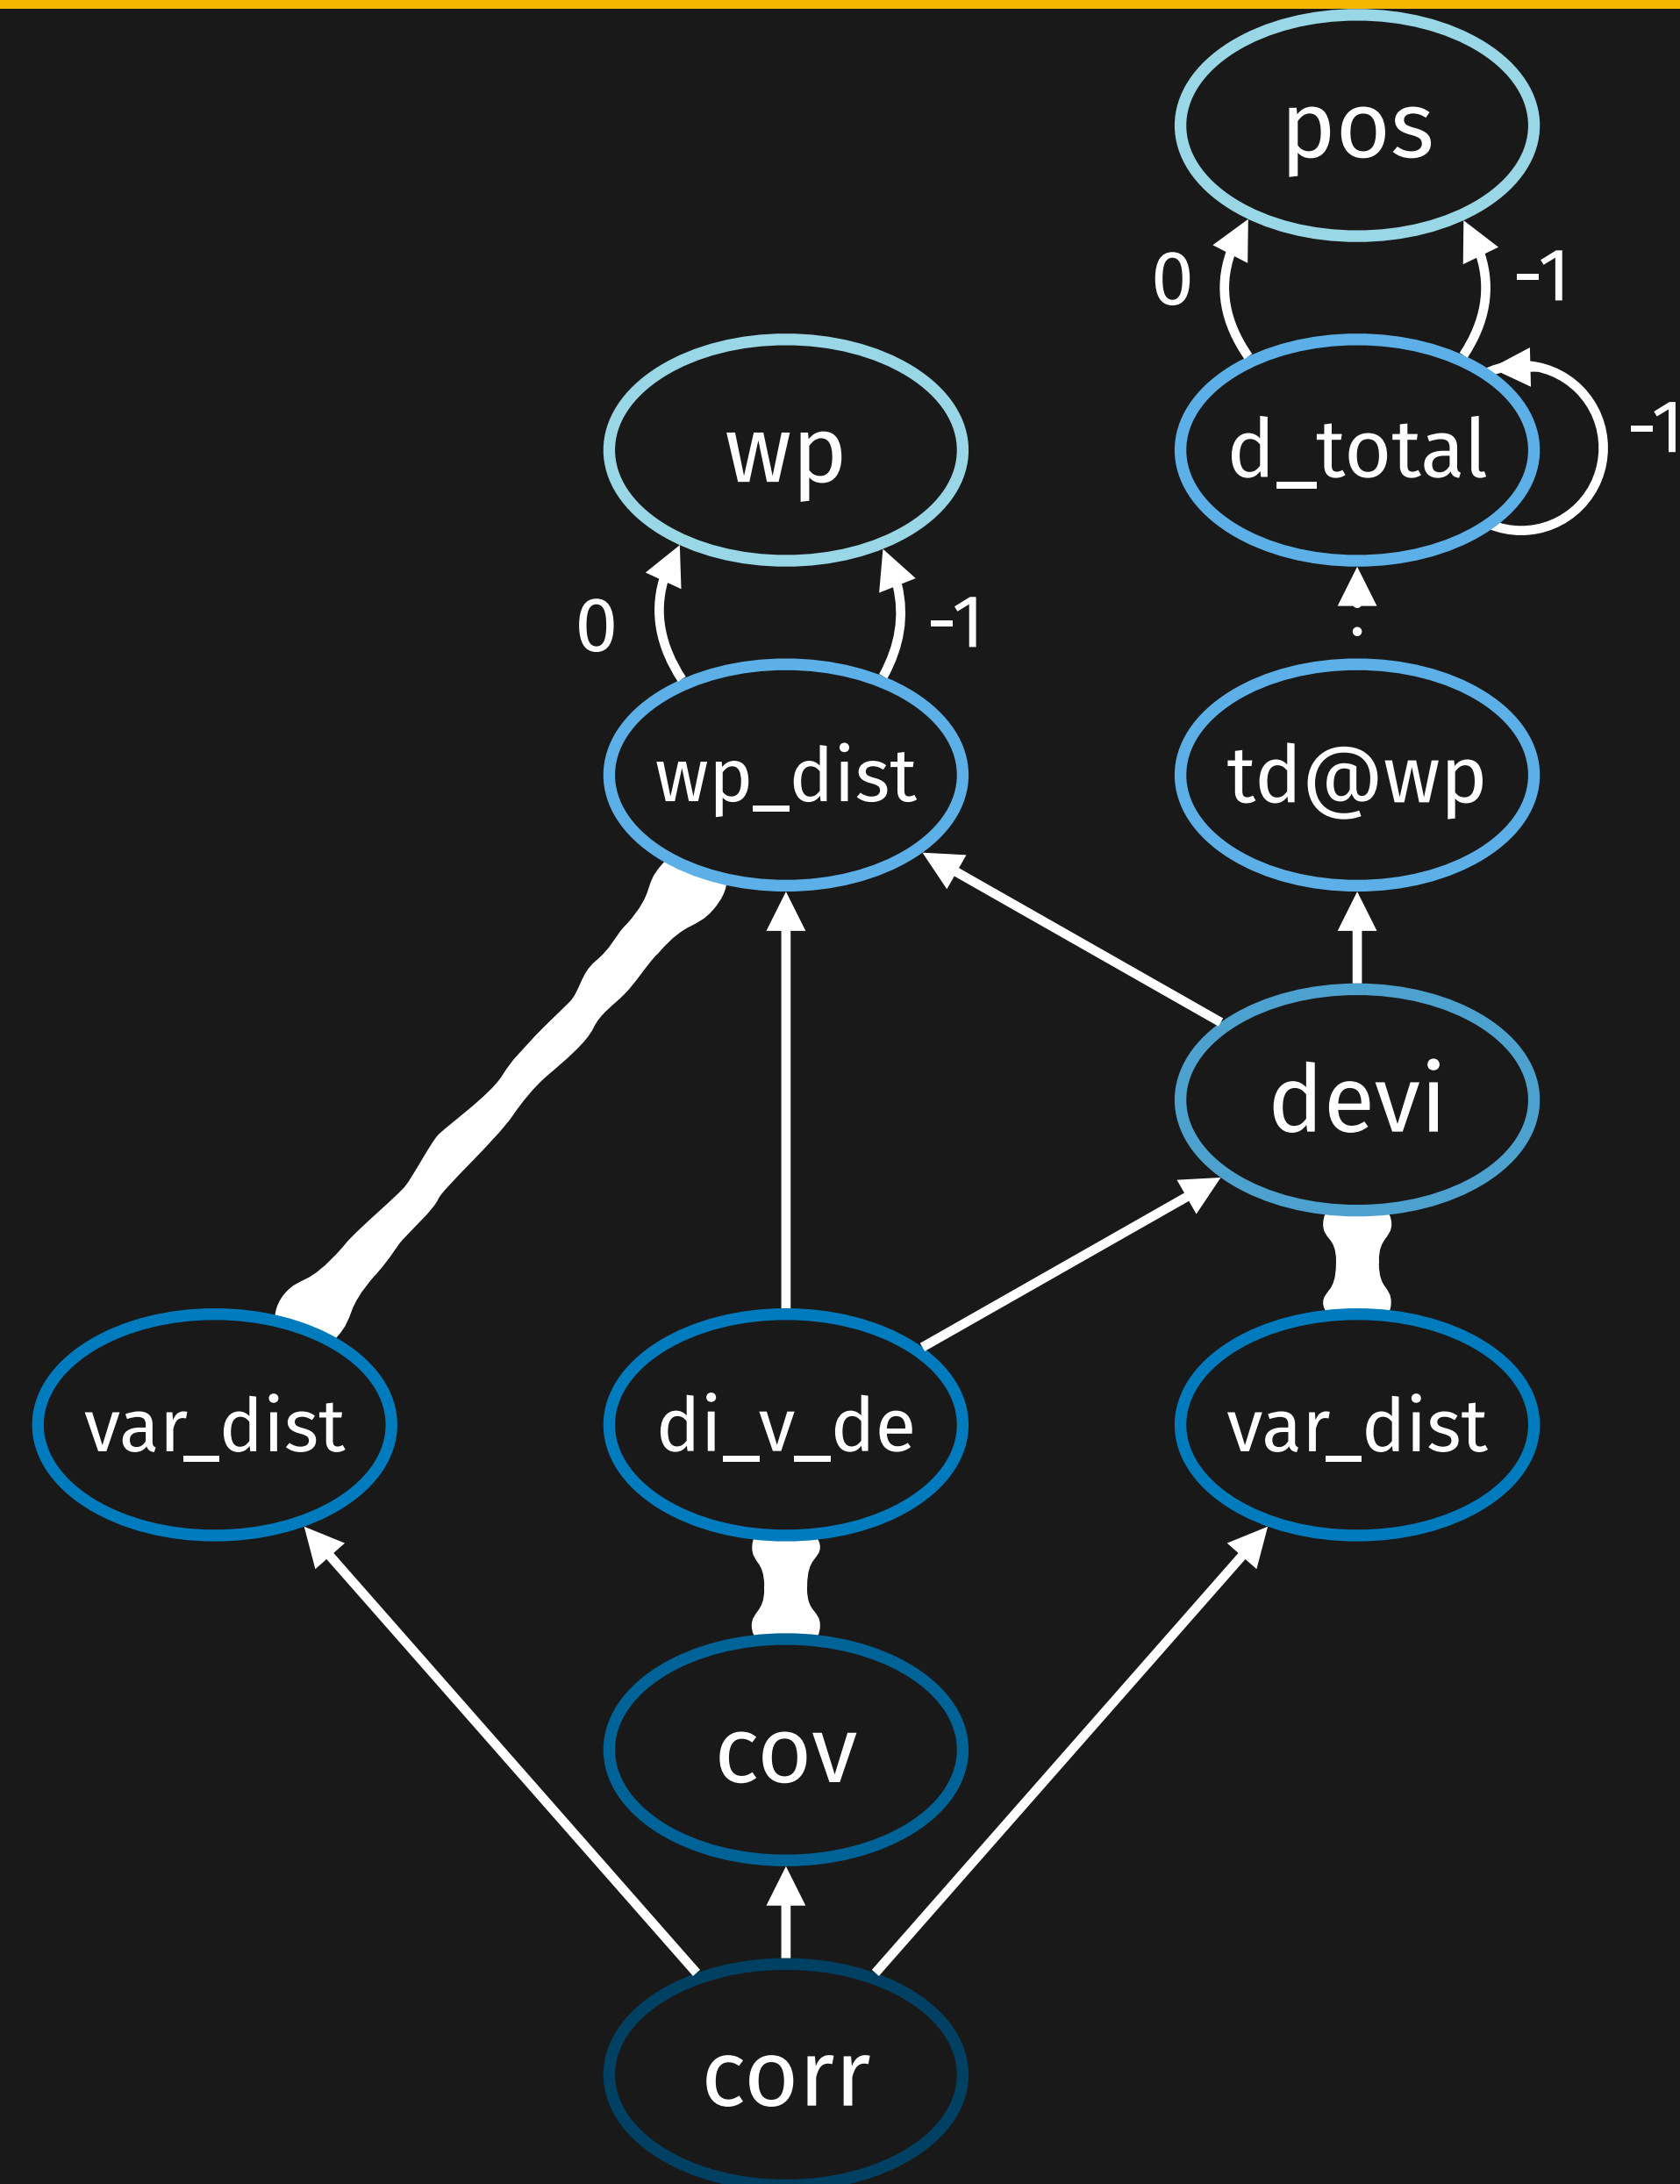 pos
0
-1
wp
d_total
-1
0
-1
wp_dist
td@wp
devi
var_dist
di_v_de
var_dist
cov
corr